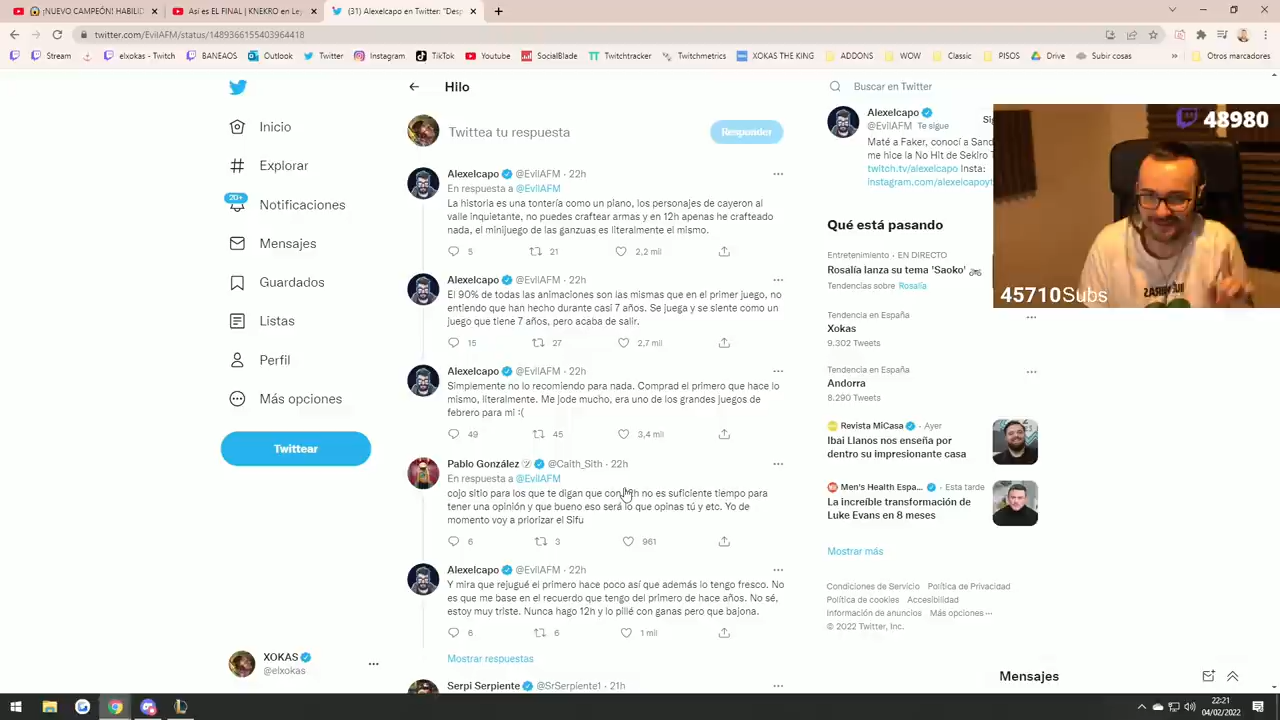 ¡NUEVO CAMPEÓN HABILID
Así es EL FINAL | KNEKRO en Le
(31) Alexelcapo en Twitter: "Desp
twitter.com/EvilAFM/status/1489366155403964418
Twitch
Stream
elxokas - Twitch
BANEOS
Outlook
Twitter
Instagram
TikTok
Youtube
SocialBlade
Twitchtracker
Twitchmetrics
XOKAS THE KING
ADDONS
WOW
Classic
PISOS
Drive
Subir cosas
Otros marcadores
Hilo
Buscar en Twitter
Inicio
Explorar
20+
Notificaciones
Mensajes
Guardados
Listas
Perfil
Más opciones
Twittear
XOKAS
@elxokas
Twittea tu respuesta
Responder
Alexelcapo @EvilAFM · 22h
En respuesta a @EvilAFM
La historia es una tontería como un piano, los personajes de cayeron al
valle inquietante, no puedes craftear armas y en 12h apenas he crafteado
nada, el minijuego de las ganzuas es literalmente el mismo.
5 21 2,2 mil
Alexelcapo @EvilAFM · 22h
El 90% de todas las animaciones son las mismas que en el primer juego, no
entiendo que han hecho durante casi 7 años. Se juega y se siente como un
juego que tiene 7 años, pero acaba de salir.
15 27 2,7 mil
Alexelcapo @EvilAFM · 22h
Simplemente no lo recomiendo para nada. Comprad el primero que hace lo
mismo, literalmente. Me jode mucho, era uno de los grandes juegos de
febrero para mi :(
49 45 3,4 mil
Pablo González @Caith_Sith · 22h
En respuesta a @EvilAFM
cojo sitio para los que te digan que con no es suficiente tiempo para
tener una opinión y que bueno eso será lo que opinas tú y etc. Yo de
momento voy a priorizar el Sifu
6 3 961
Alexelcapo @EvilAFM · 22h
Y mira que rejugué el primero hace poco así que además lo tengo fresco. No
es que me base en el recuerdo que tengo del primero de hace años. No sé,
estoy muy triste. Nunca hago 12h y lo pillé con ganas pero que bajona.
6 6 1 mil
Mostrar respuestas
Serpi Serpiente @SrSerpiente1 · 21h
Alexelcapo
@EvilAFM Te sigue
Maté a Faker, conocí a Sand
me hice la No Hit de Sekiro
twitch.tv/alexelcapo Insta:
instagram.com/alexelcapoyt
48980
45710Subs
Qué está pasando
Entretenimiento · EN DIRECTO
Rosalía lanza su tema 'Saoko'
Tendencias sobre Rosalía
Tendencia en España
Xokas
9.302 Tweets
Tendencia en España
Andorra
8.290 Tweets
Revista MiCasa · Ayer
Ibai Llanos nos enseña por
dentro su impresionante casa
Men's Health Espa... · Esta tarde
La increíble transformación de
Luke Evans en 8 meses
Mostrar más
Condiciones de Servicio Política de Privacidad
Política de cookies Accesibilidad
Información de anuncios Más opciones
© 2022 Twitter, Inc.
Mensajes
22:21
04/02/2022